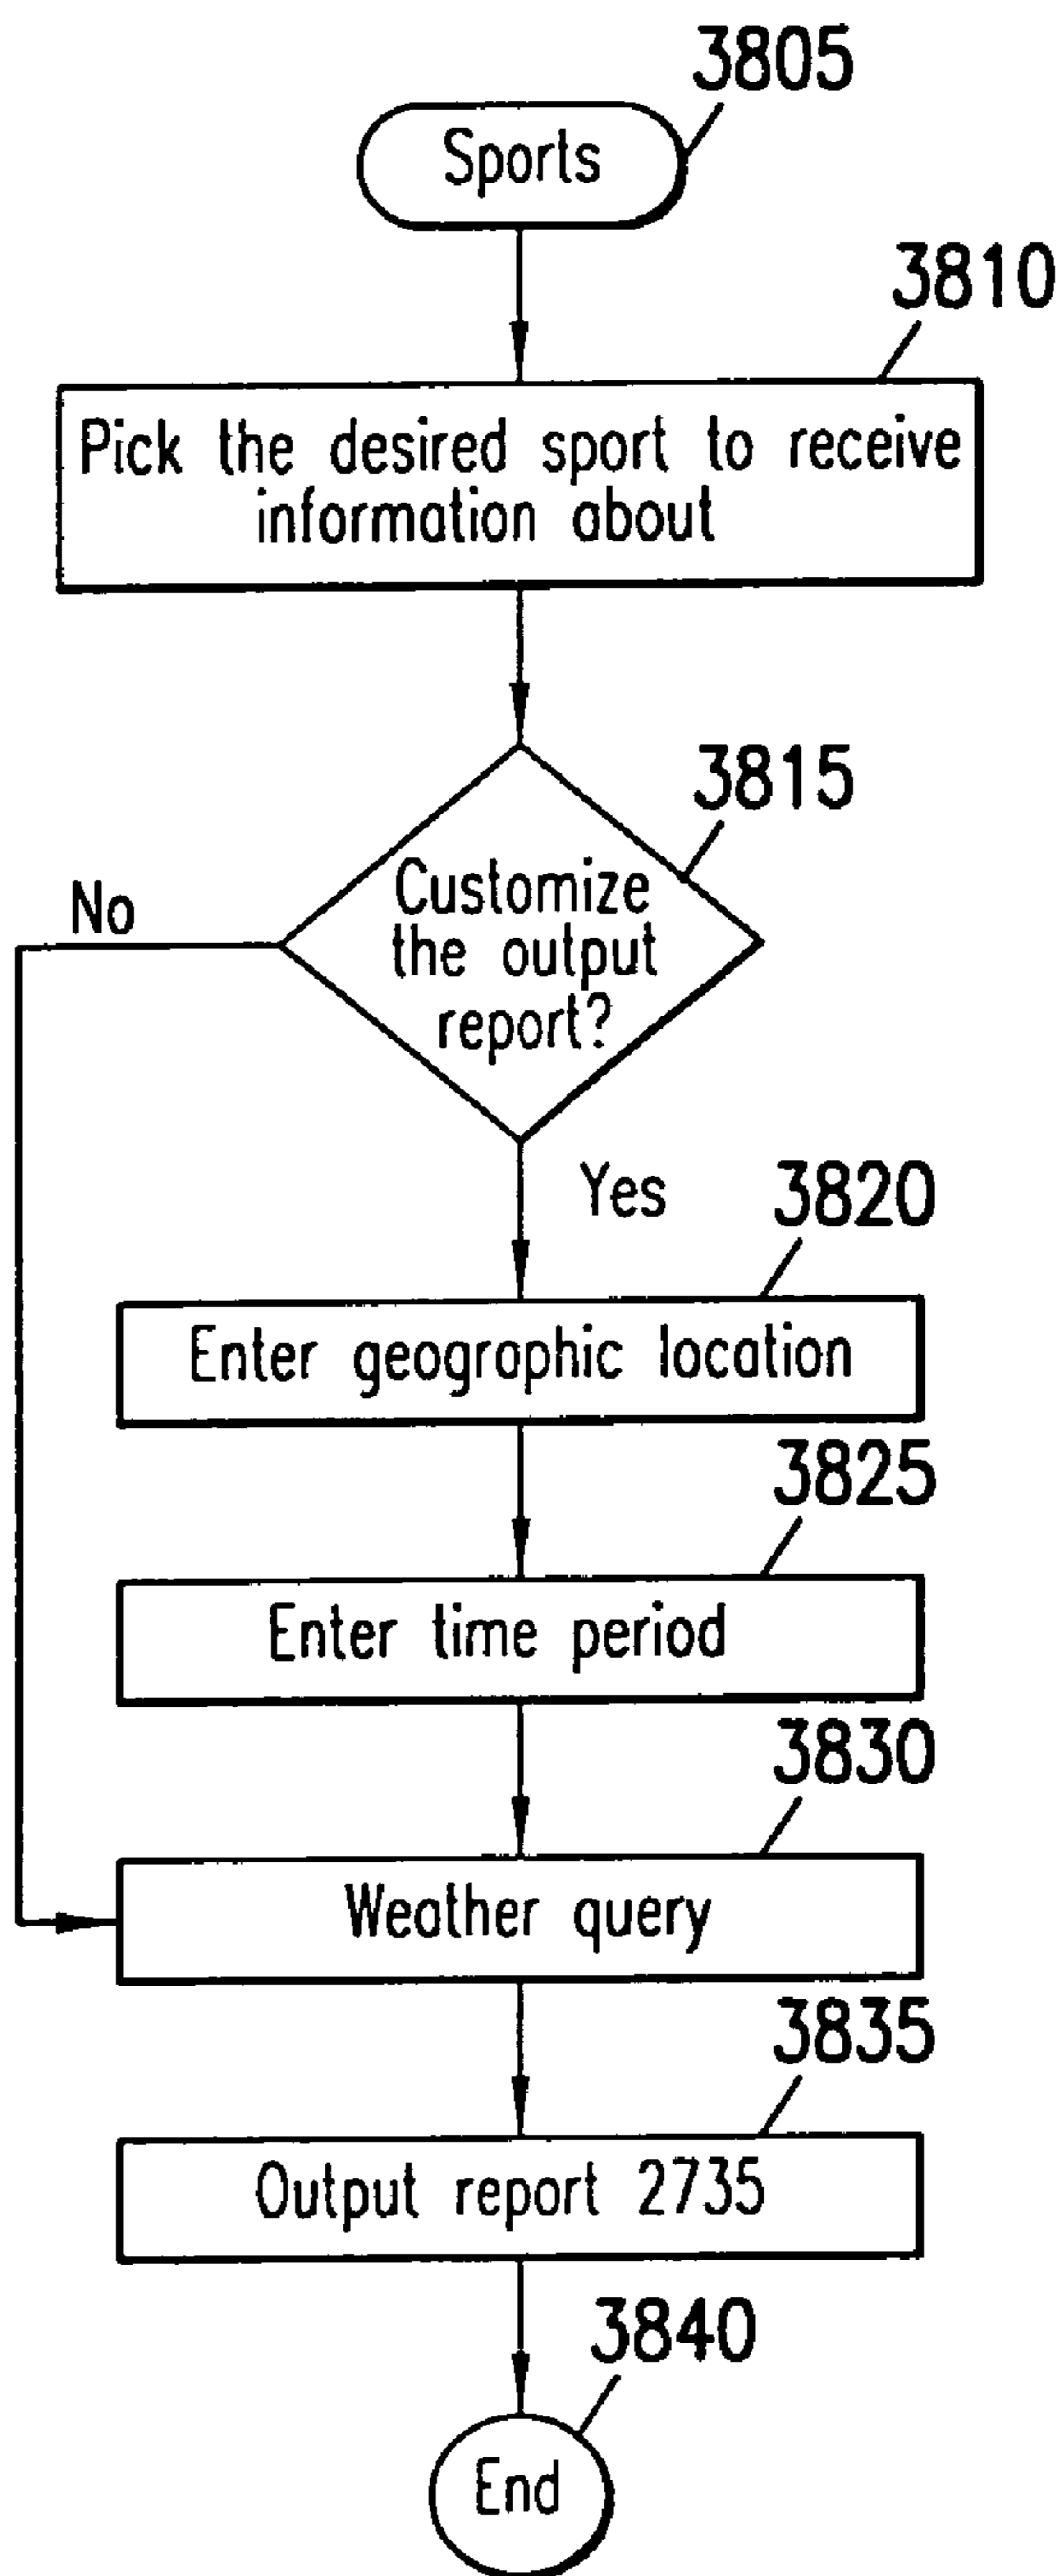 3805
Sports
3810
Pick the desired sport to receive
information about
3815
Customize
the output
report?
No
Yes
3820
Enter geographic location
3825
Enter time period
3830
Weather query
3835
Output report 2735
3840
End